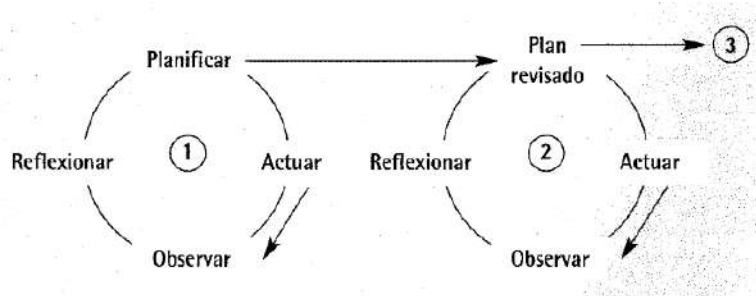 Planificar
Plan
revisado
3
Reflexionar
1
Actuar
Reflexionar
2
Actuar
Observar
Observar